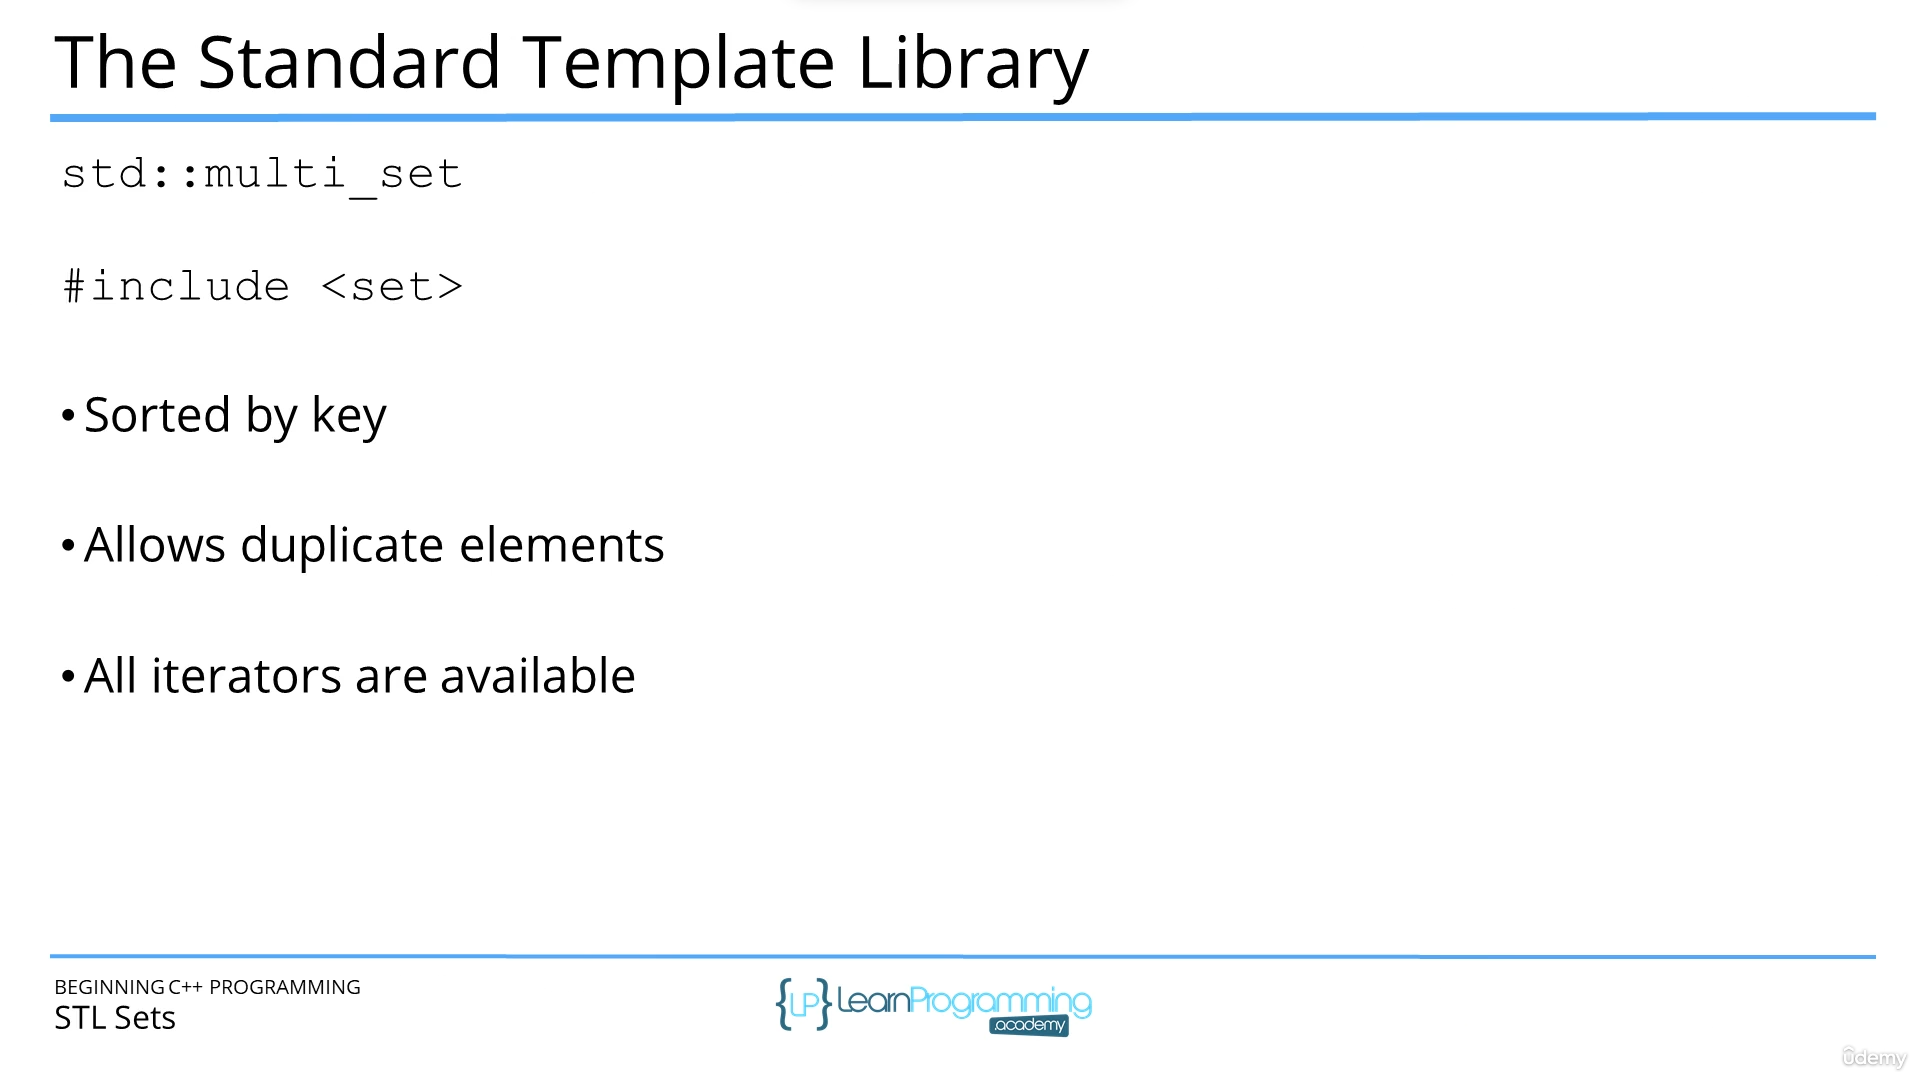 The Standard Template Library
std::multi_set
#include <set>
• Sorted by key
• Allows duplicate elements
• All iterators are available
BEGINNING C++ PROGRAMMING
STL Sets
{LP} LearnProgramming
.academy
ûdemy